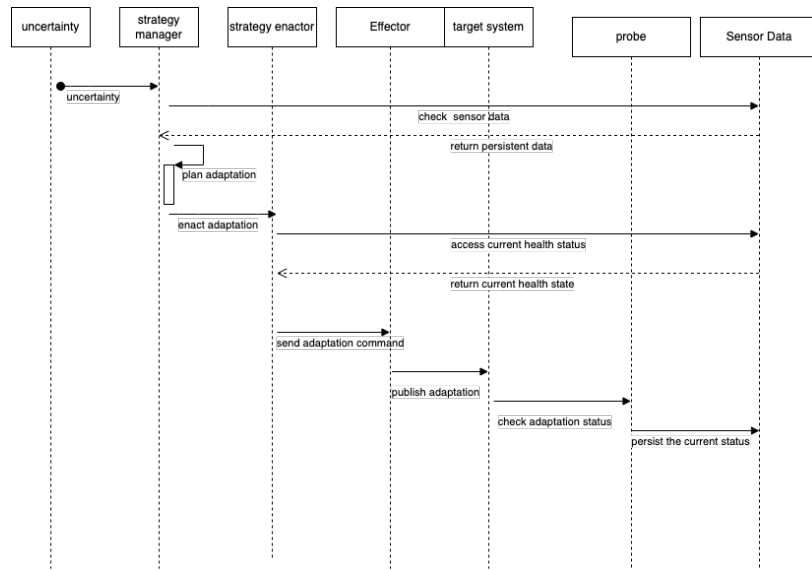 uncertainty
strategy
manager
strategy enactor
Effector
target system
probe
Sensor Data
uncertainty
check sensor data
return persistent data
plan adaptation
enact adaptation
access current health status
return current health state
send adaptation command
publish adaptation
check adaptation status
persist the current status